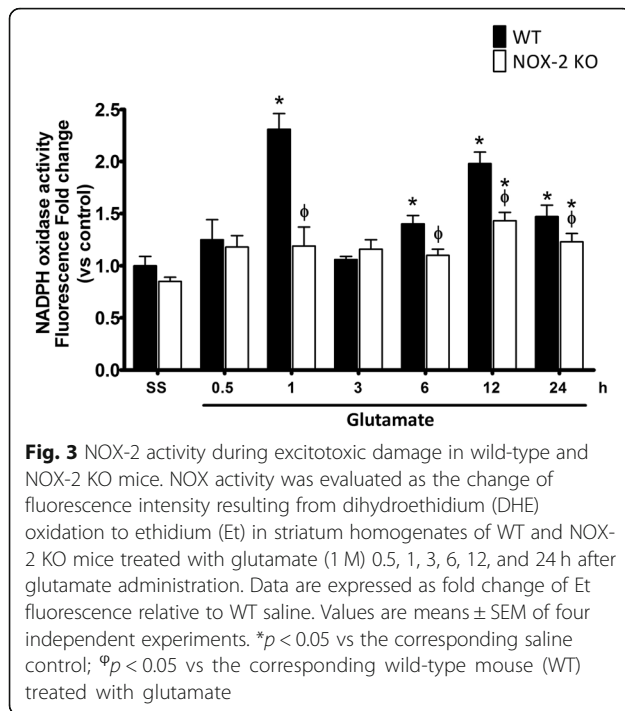 WT
NOX-2 KO
NADPH oxidase activity
Fluorescence Fold change
(vs control)
2.5
2.0
1.5
1.0
0.5
0.0
*
ϕ
*
ϕ
*
*
ϕ
*
*
ϕ
SS 0.5 1 3 6 12 24 h
Glutamate
Fig. 3 NOX-2 activity during excitotoxic damage in wild-type and
NOX-2 KO mice. NOX activity was evaluated as the change of
fluorescence intensity resulting from dihydroethidium (DHE)
oxidation to ethidium (Et) in striatum homogenates of WT and NOX-
2 KO mice treated with glutamate (1 M) 0.5, 1, 3, 6, 12, and 24 h after
glutamate administration. Data are expressed as fold change of Et
fluorescence relative to WT saline. Values are means ± SEM of four
independent experiments. *p < 0.05 vs the corresponding saline
control; φp < 0.05 vs the corresponding wild-type mouse (WT)
treated with glutamate